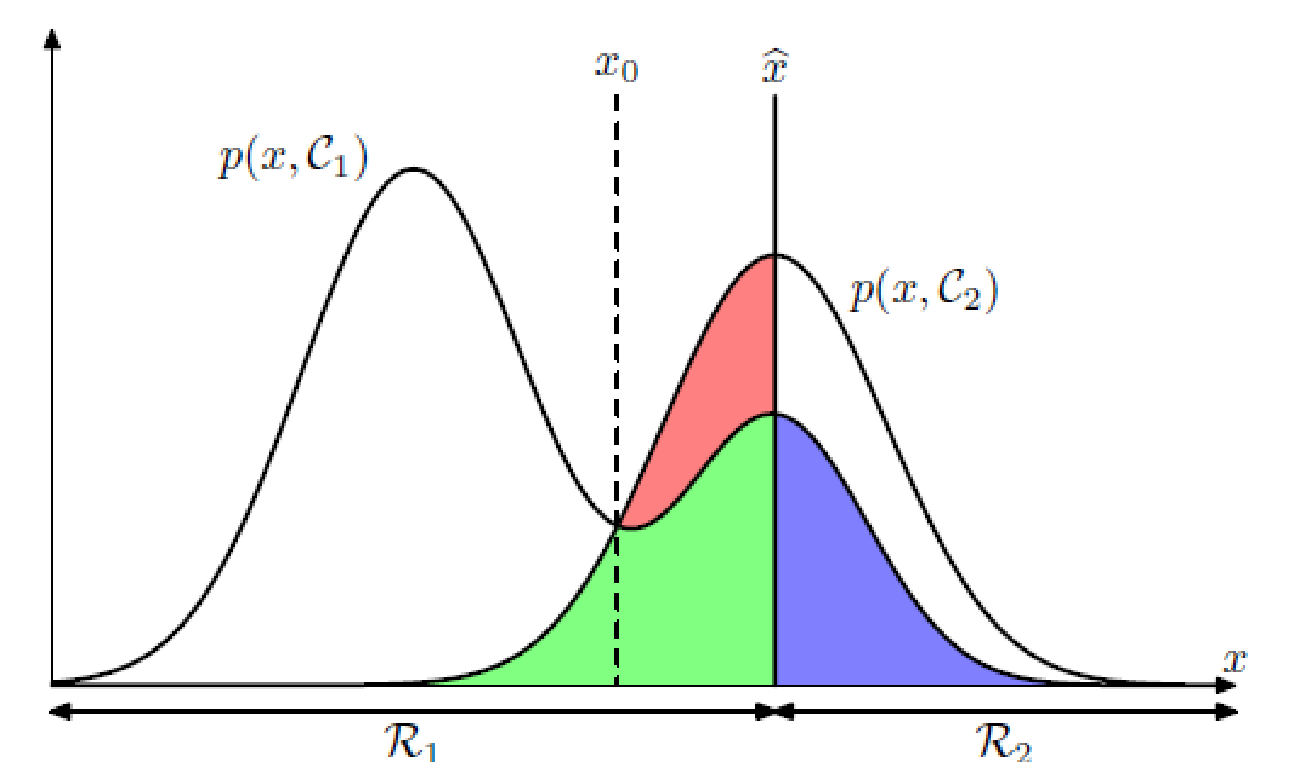 x₀
x̂
p(x, 𝒞₁)
p(x, 𝒞₂)
x
ℛ₁
ℛ₂